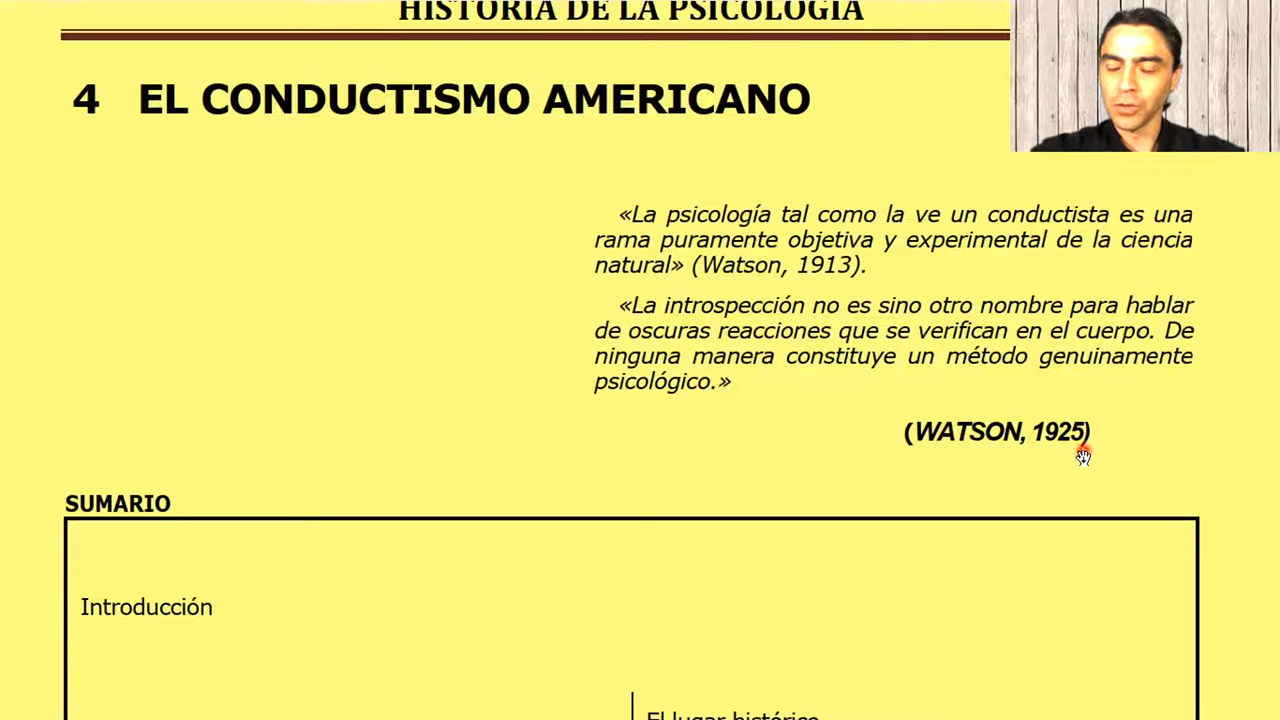 HISTORIA DE LA PSICOLOGÍA
4 EL CONDUCTISMO AMERICANO
«La psicología tal como la ve un conductista es una
rama puramente objetiva y experimental de la ciencia
natural» (Watson, 1913).
«La introspección no es sino otro nombre para hablar
de oscuras reacciones que se verifican en el cuerpo. De
ninguna manera constituye un método genuinamente
psicológico.»
(WATSON, 1925)
SUMARIO
Introducción
El lugar histórico